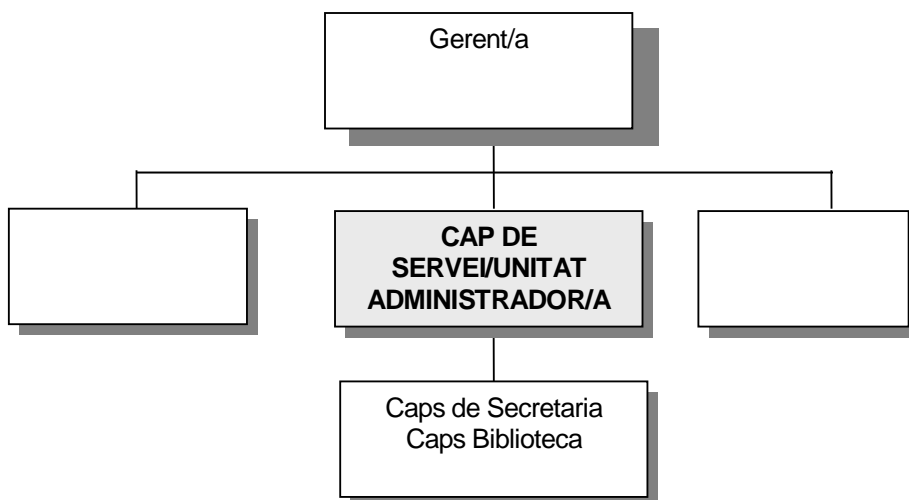 Gerent/a
CAP DE
SERVEI/UNITAT
ADMINISTRADOR/A
Caps de Secretaria
Caps Biblioteca